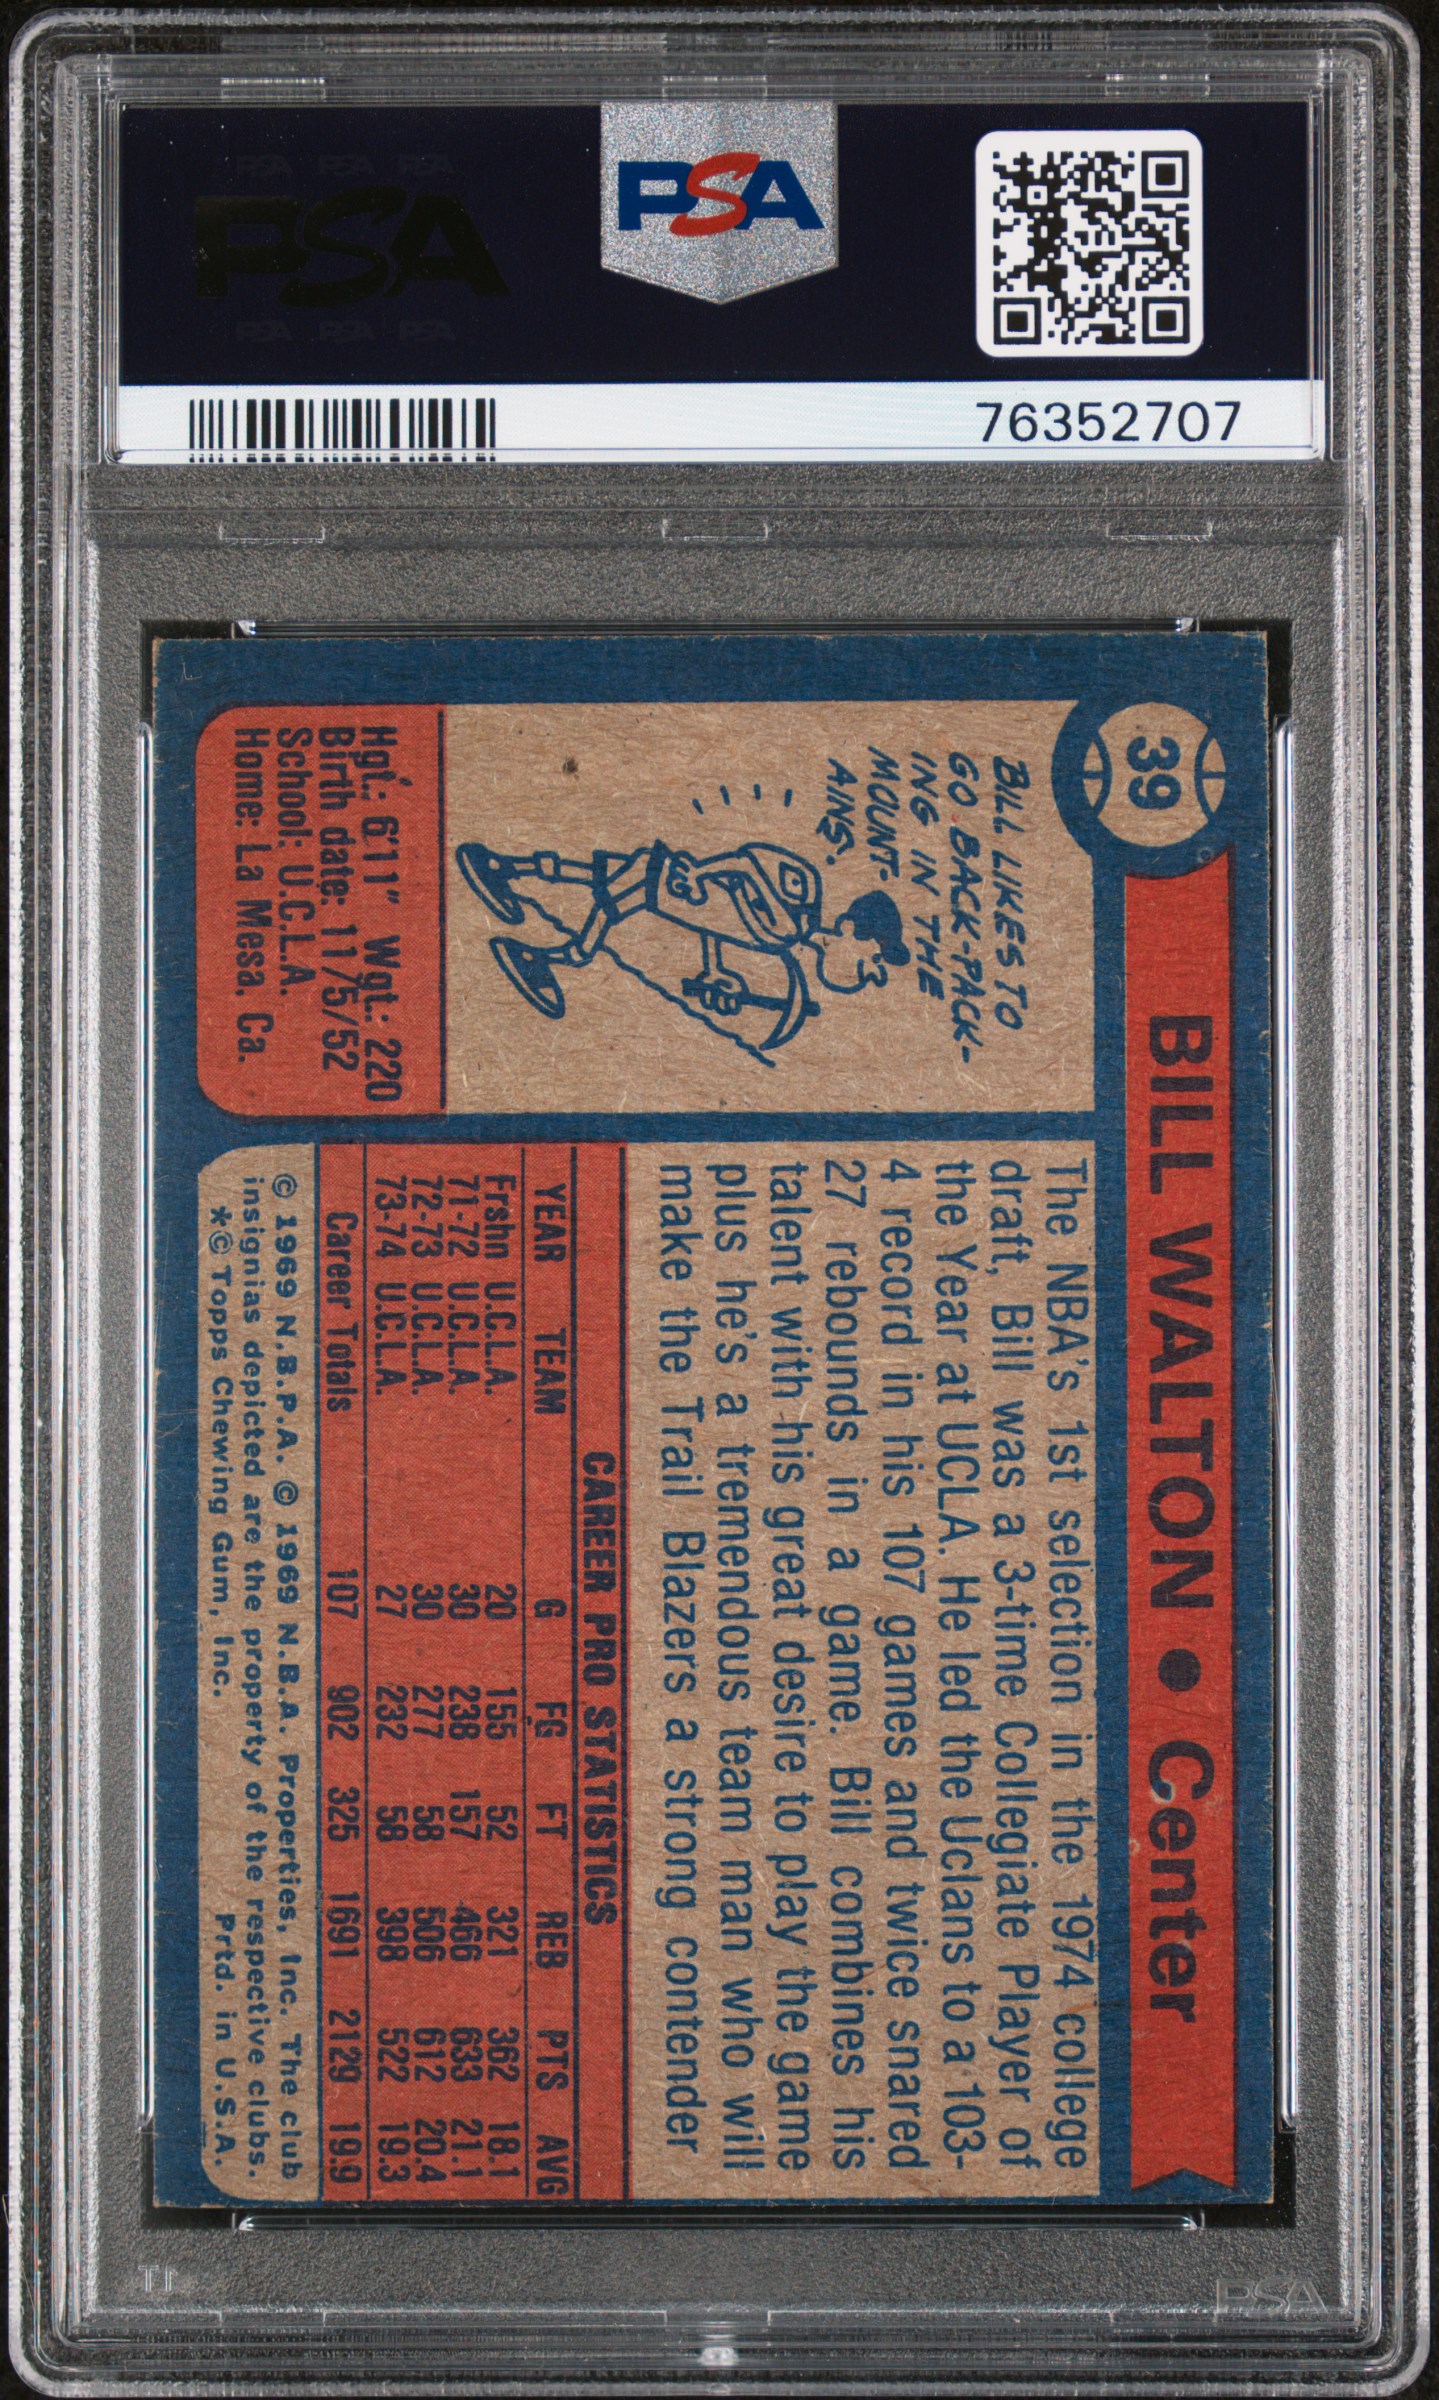 PSA PSA PSA
PSA
PSA PSA PSA
PSA
76352707
39
BILL WALTON • Center
BILL LIKES TO
GO BACK-PACK-
ING IN THE
MOUNT-
AINS.
Hgt.: 6'11" Wgt.: 220
Birth date: 11/5/52
School: U.C.L.A.
Home: La Mesa, Ca.
The NBA's 1st selection in the 1974 college
draft, Bill was a 3-time Collegiate Player of
the Year at UCLA. He led the Uclans to a 103-
4 record in his 107 games and twice snared
27 rebounds in a game. Bill combines his
talent with his great desire to play the game
plus he's a tremendous team man who will
make the Trail Blazers a strong contender
CAREER PRO STATISTICS
YEAR TEAM G FG FT REB PTS AVG
Frshn U.C.L.A. 20 155 52 321 362 18.1
71-72 U.C.L.A. 30 238 157 466 633 21.1
72-73 U.C.L.A. 30 277 58 506 612 20.4
73-74 U.C.L.A. 27 232 58 398 522 19.3
Career Totals 107 902 325 1691 2129 19.9
© 1969 N.B.P.A. © 1969 N.B.A. Properties, Inc. The club
insignias depicted are the property of the respective clubs.
*© Topps Chewing Gum, Inc. Prtd. in U.S.A.
PSA